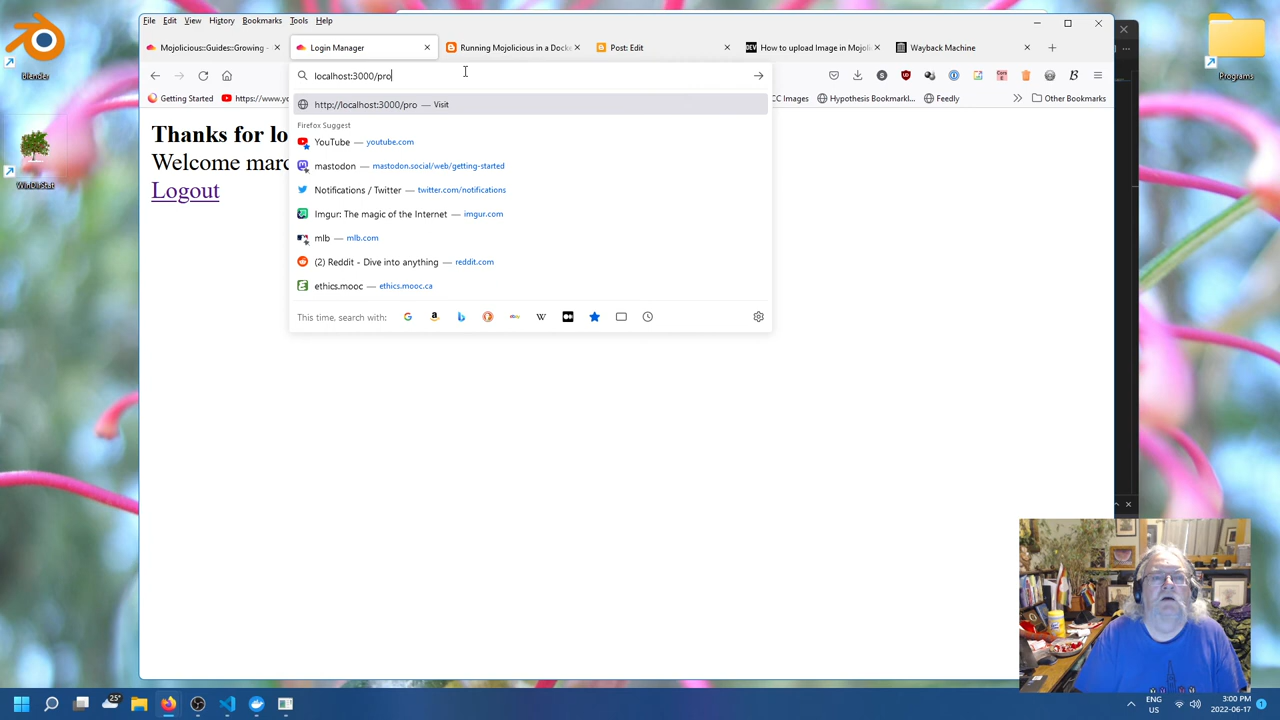 File Edit View History Bookmarks Tools Help
Mojolicious::Guides::Growing -
Login Manager
Running Mojolicious in a Docke
Post: Edit
DEV How to upload Image in Mojoli
Wayback Machine
localhost:3000/pro
Getting Started
https://www.yo
CC Images
Hypothesis Bookmarkl...
Feedly
Other Bookmarks
http://localhost:3000/pro — Visit
Firefox Suggest
YouTube — youtube.com
mastodon — mastodon.social/web/getting-started
Notifications / Twitter — twitter.com/notifications
Imgur: The magic of the Internet — imgur.com
mlb — mlb.com
(2) Reddit - Dive into anything — reddit.com
ethics.mooc — ethics.mooc.ca
This time, search with:
Thanks for lo
Welcome marc
Logout
Blender
WinDirStat
Programs
25°
ENG
US
3:00 PM
2022-06-17